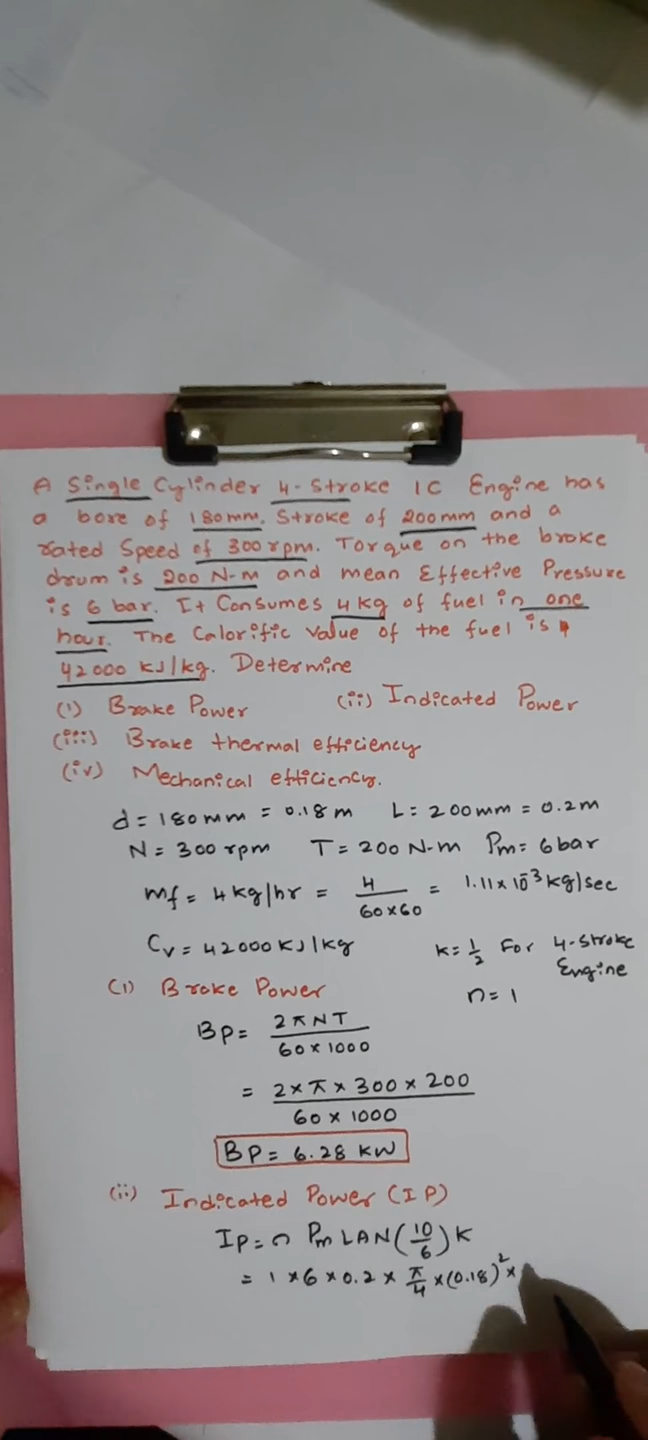 A Single Cylinder 4-Stroke IC Engine has
a bore of 180mm, Stroke of 200mm and a
rated Speed of 300 rpm. Torque on the brake
drum is 200 N-m and mean Effective Pressure
is 6 bar. It Consumes 4 kg of fuel in one
hour. The Calorific Value of the fuel is
42000 KJ/kg. Determine
(i) Brake Power (ii) Indicated Power
(iii) Brake thermal efficiency
(iv) Mechanical efficiency.
d = 180mm = 0.18m L = 200mm = 0.2m
N = 300 rpm T = 200 N-m Pm = 6 bar
mf = 4 kg/hr = 4/(60×60) = 1.11×10⁻³ kg/sec
Cv = 42000 KJ/kg K = 1/2 For 4-Stroke
Engine
n = 1
(i) Brake Power
BP = 2πNT/(60×1000)
= (2×π×300×200)/(60×1000)
BP = 6.28 KW
(ii) Indicated Power (IP)
IP = n Pm LAN (10/6) K
= 1×6×0.2×π/4×(0.18)²×